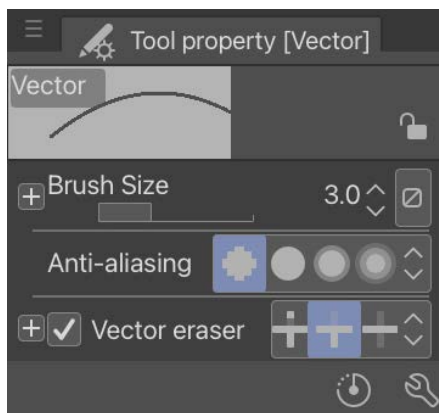 Tool property [Vector]
Vector
Brush Size 3.0
Anti-aliasing
Vector eraser